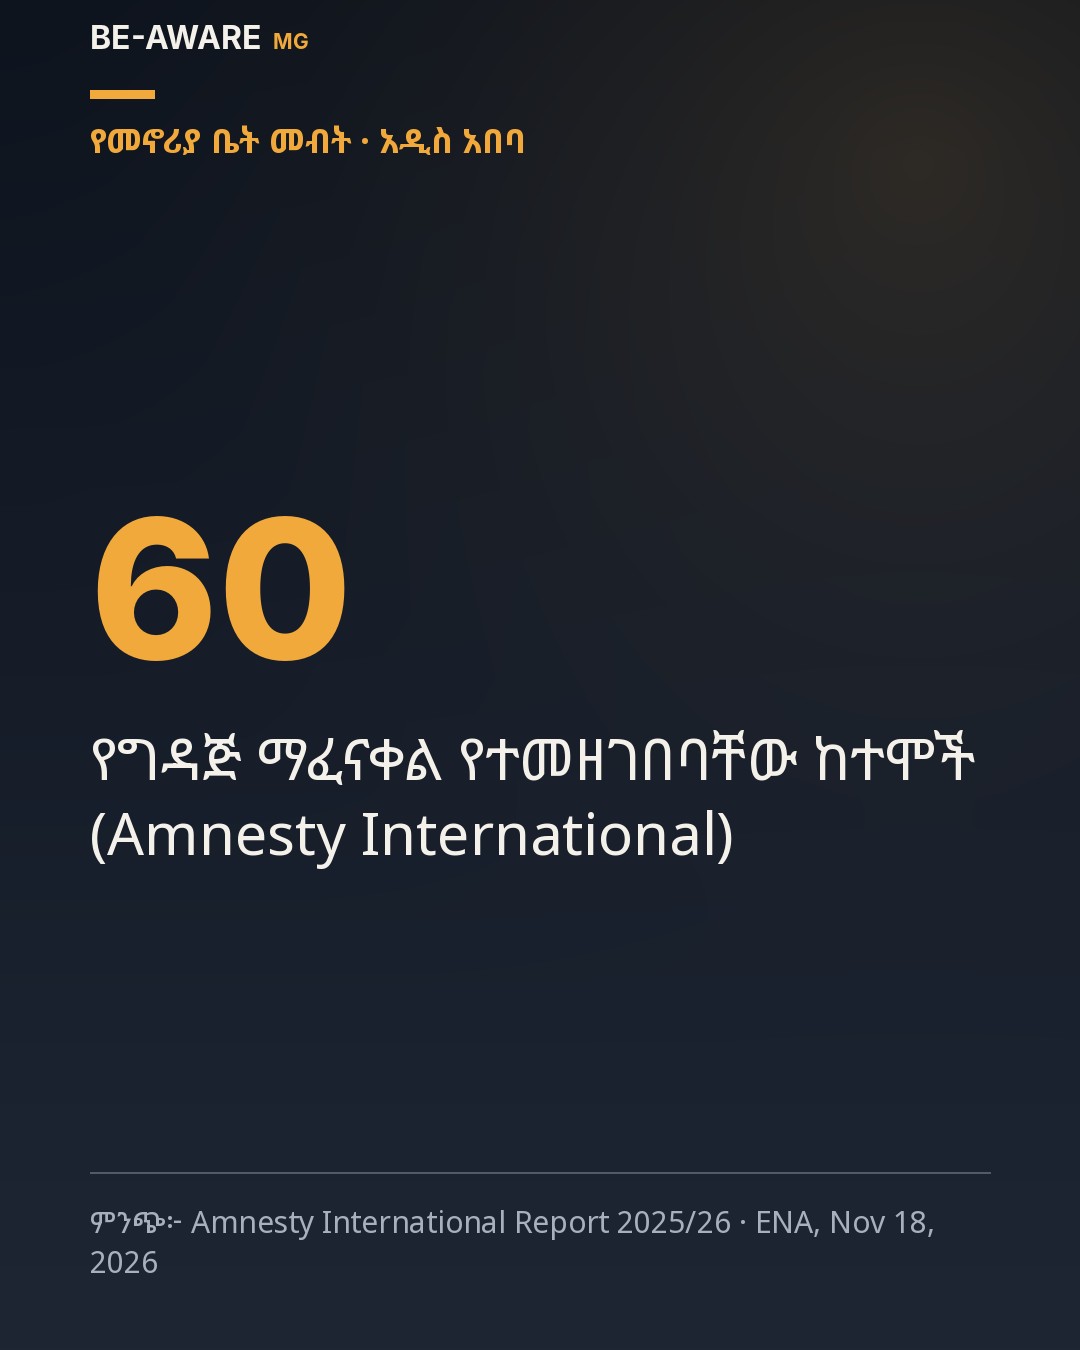 BE-AWARE MG
የመኖሪያ ቤት መብት · አዲስ አበባ
60
የግዳጅ ማፈናቀል የተመዘገበባቸው ከተሞች
(Amnesty International)
ምንጭ፦ Amnesty International Report 2025/26 · ENA, Nov 18,
2026